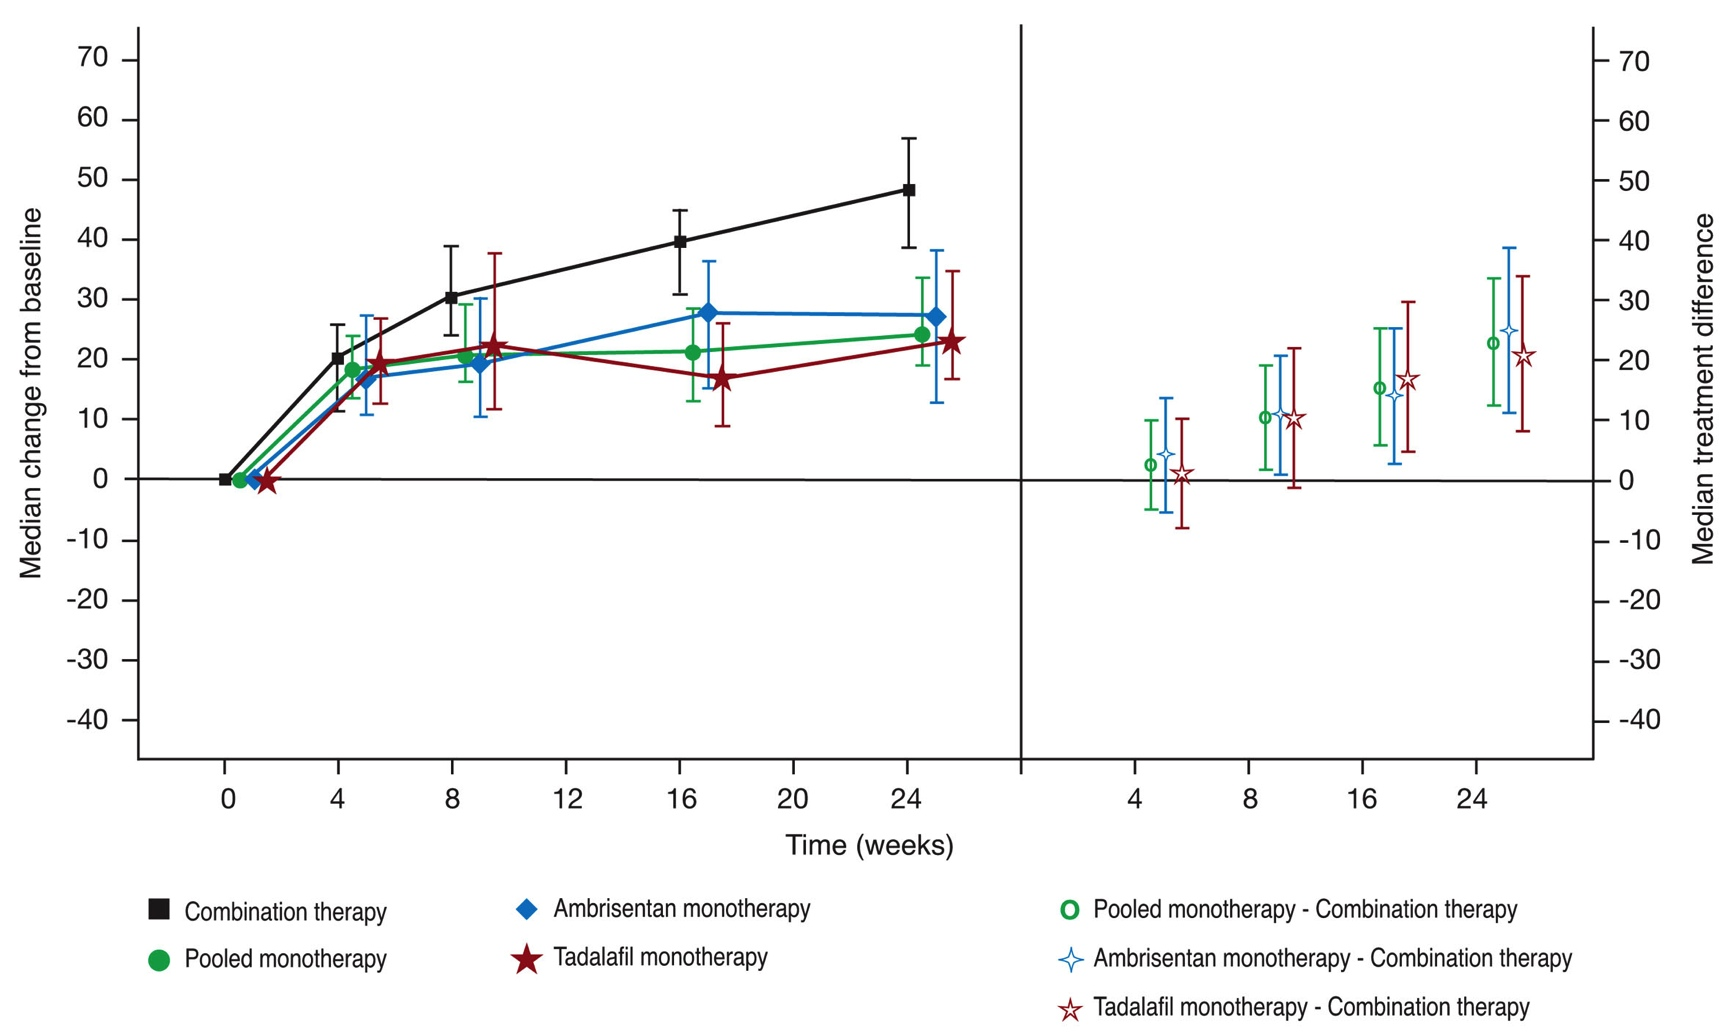 70
60
50
40
30
20
10
0
-10
-20
-30
-40
Median change from baseline
70
60
50
40
30
20
10
0
-10
-20
-30
-40
Median treatment difference
0 4 8 12 16 20 24 4 8 16 24
Time (weeks)
Combination therapy
Pooled monotherapy
Ambrisentan monotherapy
Tadalafil monotherapy
Pooled monotherapy - Combination therapy
Ambrisentan monotherapy - Combination therapy
Tadalafil monotherapy - Combination therapy